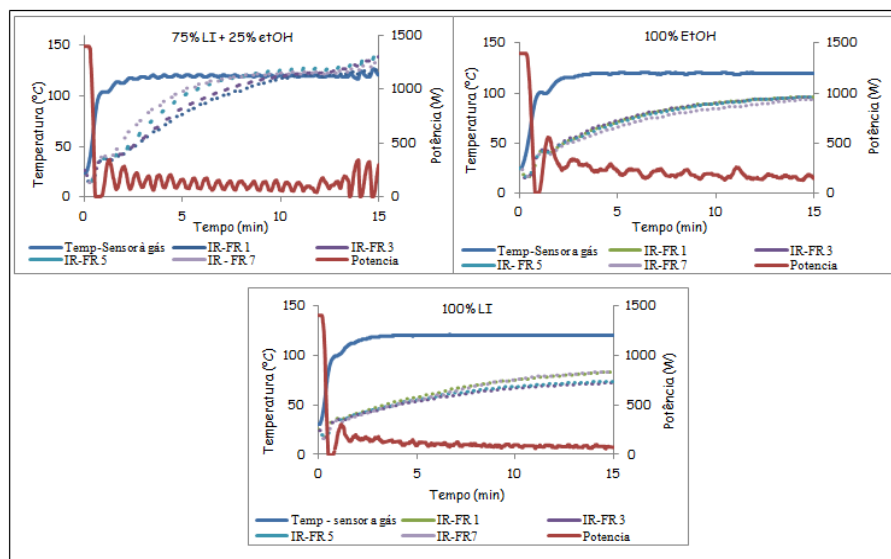 75% LI + 25% etOH
Temperatura (°C)
150
100
50
0
1500
1000
500
0
Potência (W)
0
5
10
15
Tempo (min)
Temp-Sensor à gás
IR-FR 1
IR-FR 3
IR-FR 5
IR - FR 7
Potencia
100% EtOH
Temperatura (°C)
150
100
50
0
1500
1000
500
0
Potência (W)
0
5
10
15
Tempo (min)
Temp-Sensor a gás
IR-FR 1
IR-FR 3
IR- FR 5
IR-FR 7
Potencia
100% LI
Temperatura (°C)
150
100
50
0
1500
1000
500
0
Potência (W)
0
5
10
15
Tempo (min)
Temp - sensor a gas
IR-FR 1
IR-FR 3
IR-FR 5
IR-FR7
Potencia